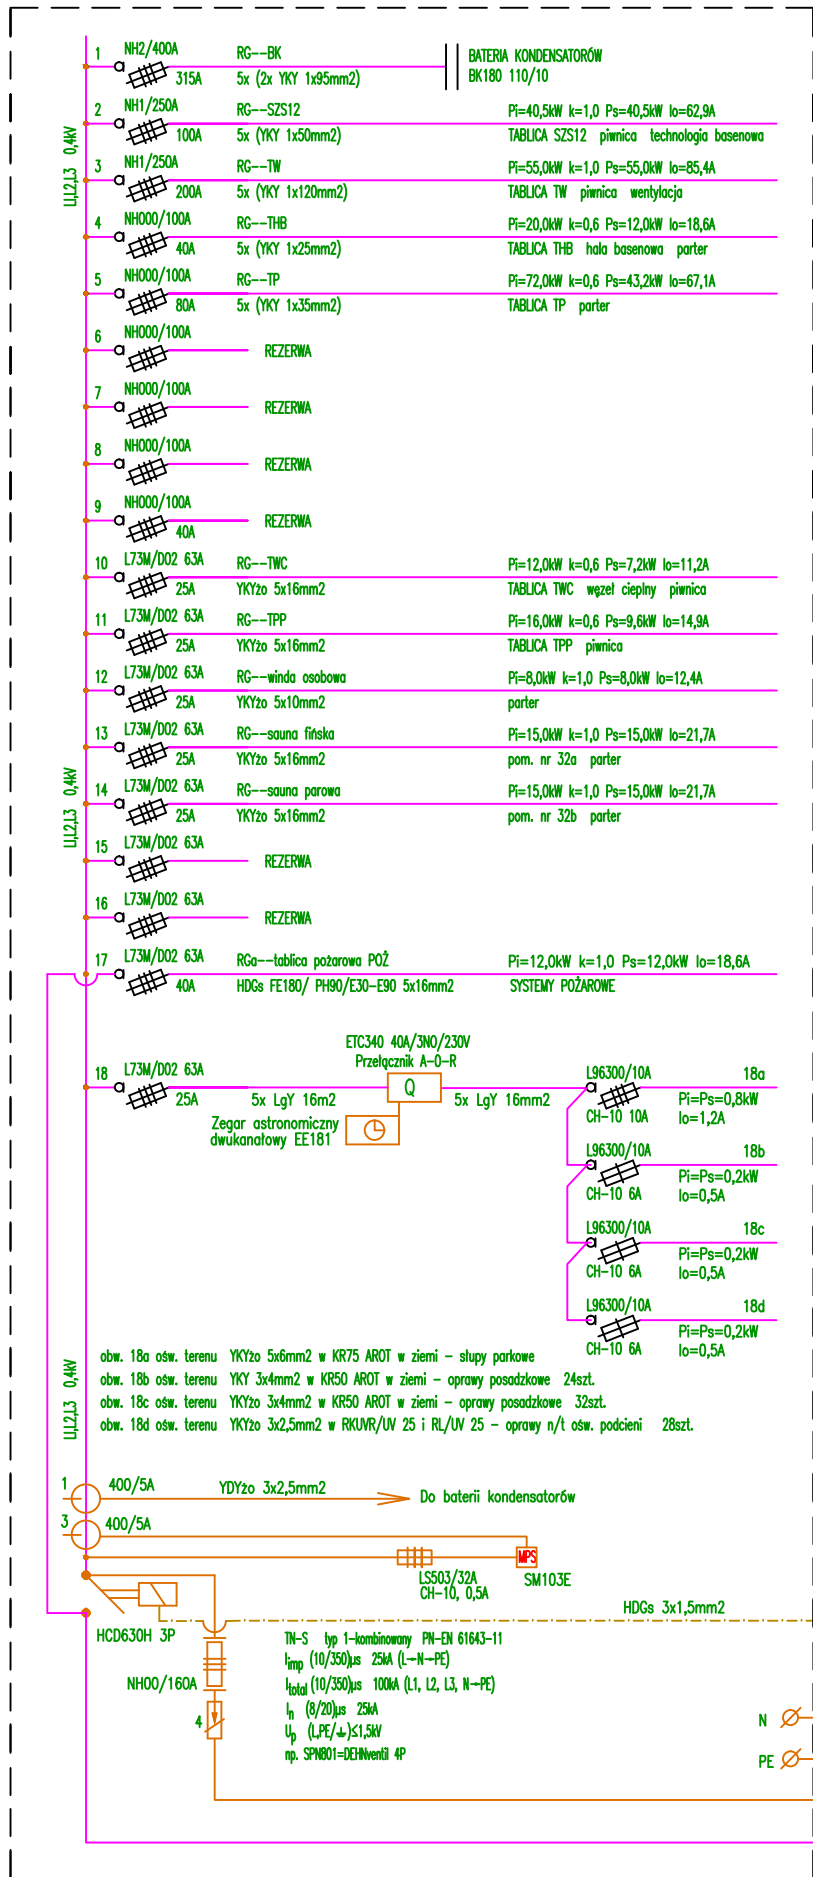 1 NH2/400A RG--BK BATERIA KONDENSATORÓW
315A 5x (2x YKY 1x95mm2) BK180 110/10
2 NH1/250A RG--SZS12 Pi=40,5kW k=1,0 Ps=40,5kW Io=62,9A
100A 5x (YKY 1x50mm2) TABLICA SZS12 piwnica technologia basenowa
L1,L2,L3 0,4kV
3 NH1/250A RG--TW Pi=55,0kW k=1,0 Ps=55,0kW Io=85,4A
200A 5x (YKY 1x120mm2) TABLICA TW piwnica wentylacja
4 NH000/100A RG--THB Pi=20,0kW k=0,6 Ps=12,0kW Io=18,6A
40A 5x (YKY 1x25mm2) TABLICA THB hala basenowa parter
5 NH000/100A RG--TP Pi=72,0kW k=0,6 Ps=43,2kW Io=67,1A
80A 5x (YKY 1x35mm2) TABLICA TP parter
6 NH000/100A
REZERWA
7 NH000/100A
REZERWA
8 NH000/100A
REZERWA
9 NH000/100A
REZERWA
40A
10 L73M/D02 63A RG--TWC Pi=12,0kW k=0,6 Ps=7,2kW Io=11,2A
25A YKYżo 5x16mm2 TABLICA TWC węzeł cieplny piwnica
11 L73M/D02 63A RG--TPP Pi=16,0kW k=0,6 Ps=9,6kW Io=14,9A
25A YKYżo 5x16mm2 TABLICA TPP piwnica
12 L73M/D02 63A RG--winda osobowa Pi=8,0kW k=1,0 Ps=8,0kW Io=12,4A
25A YKYżo 5x10mm2 parter
13 L73M/D02 63A RG--sauna fińska Pi=15,0kW k=1,0 Ps=15,0kW Io=21,7A
25A YKYżo 5x16mm2 pom. nr 32a parter
L1,L2,L3 0,4kV
14 L73M/D02 63A RG--sauna parowa Pi=15,0kW k=1,0 Ps=15,0kW Io=21,7A
25A YKYżo 5x16mm2 pom. nr 32b parter
15 L73M/D02 63A
REZERWA
16 L73M/D02 63A
REZERWA
17 L73M/D02 63A RGa--tablica pożarowa POŻ Pi=12,0kW k=1,0 Ps=12,0kW Io=18,6A
40A HDGs FE180/ PH90/E30-E90 5x16mm2 SYSTEMY POŻAROWE
ETC340 40A/3NO/230V
Przełącznik A-0-R
18 L73M/D02 63A Q L96300/10A 18a
25A 5x LgY 16m2 5x LgY 16mm2 Pi=Ps=0,8kW
CH-10 10A Io=1,2A
Zegar astronomiczny
dwukanałowy EE181
L96300/10A 18b
Pi=Ps=0,2kW
CH-10 6A Io=0,5A
L96300/10A 18c
Pi=Ps=0,2kW
CH-10 6A Io=0,5A
L96300/10A 18d
Pi=Ps=0,2kW
CH-10 6A Io=0,5A
L1,L2,L3 0,4kV
obw. 18a ośw. terenu YKYżo 5x6mm2 w KR75 AROT w ziemi - słupy parkowe
obw. 18b ośw. terenu YKY 3x4mm2 w KR50 AROT w ziemi - oprawy posadzkowe 24szt.
obw. 18c ośw. terenu YKYżo 3x4mm2 w KR50 AROT w ziemi - oprawy posadzkowe 32szt.
obw. 18d ośw. terenu YKYżo 3x2,5mm2 w RKUVR/UV 25 i RL/UV 25 - oprawy n/t ośw. podcieni 28szt.
1 400/5A YDYżo 3x2,5mm2 Do baterii kondensatorów
3 400/5A
MPS
LS503/32A SM103E
CH-10, 0,5A
HDGs 3x1,5mm2
HCD630H 3P
TN-S typ 1-kombinowany PN-EN 61643-11
Iimp (10/350)µs 25kA (L→N→PE)
Itotal (10/350)µs 100kA (L1, L2, L3, N→PE)
NH00/160A
In (8/20)µs 25kA
4 Up (L,PE/⏚)≤1,5kV
np. SPN801=DEHNventil 4P
N
PE